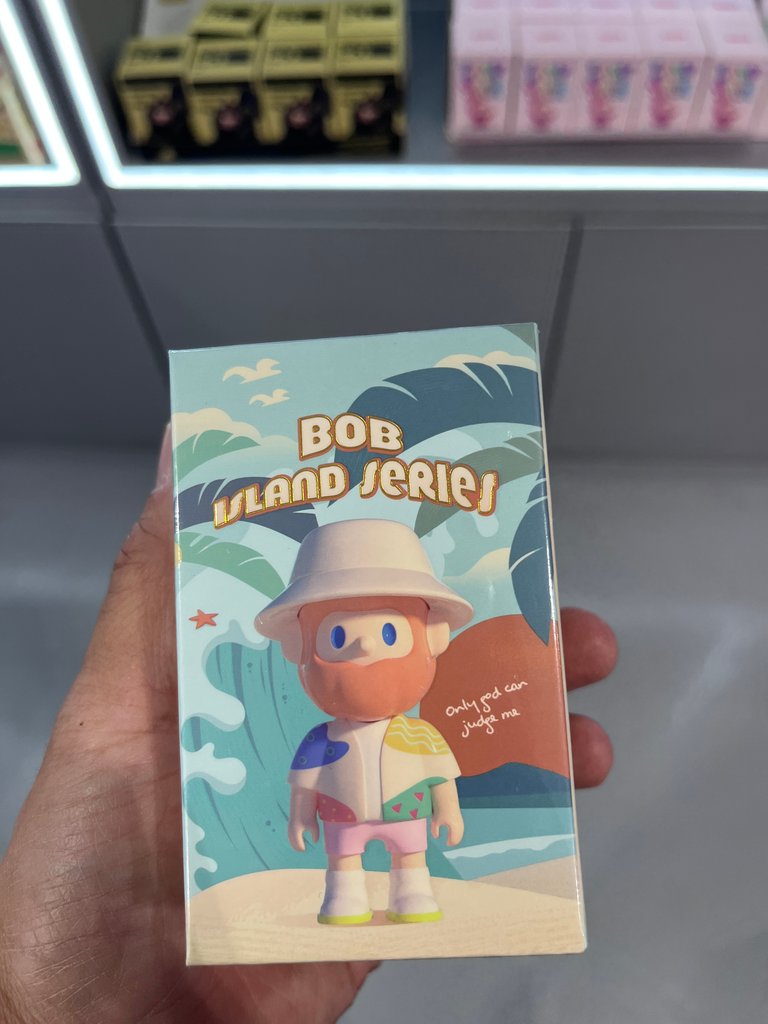 BOB
ISLAND SERIES
only god can
judge me